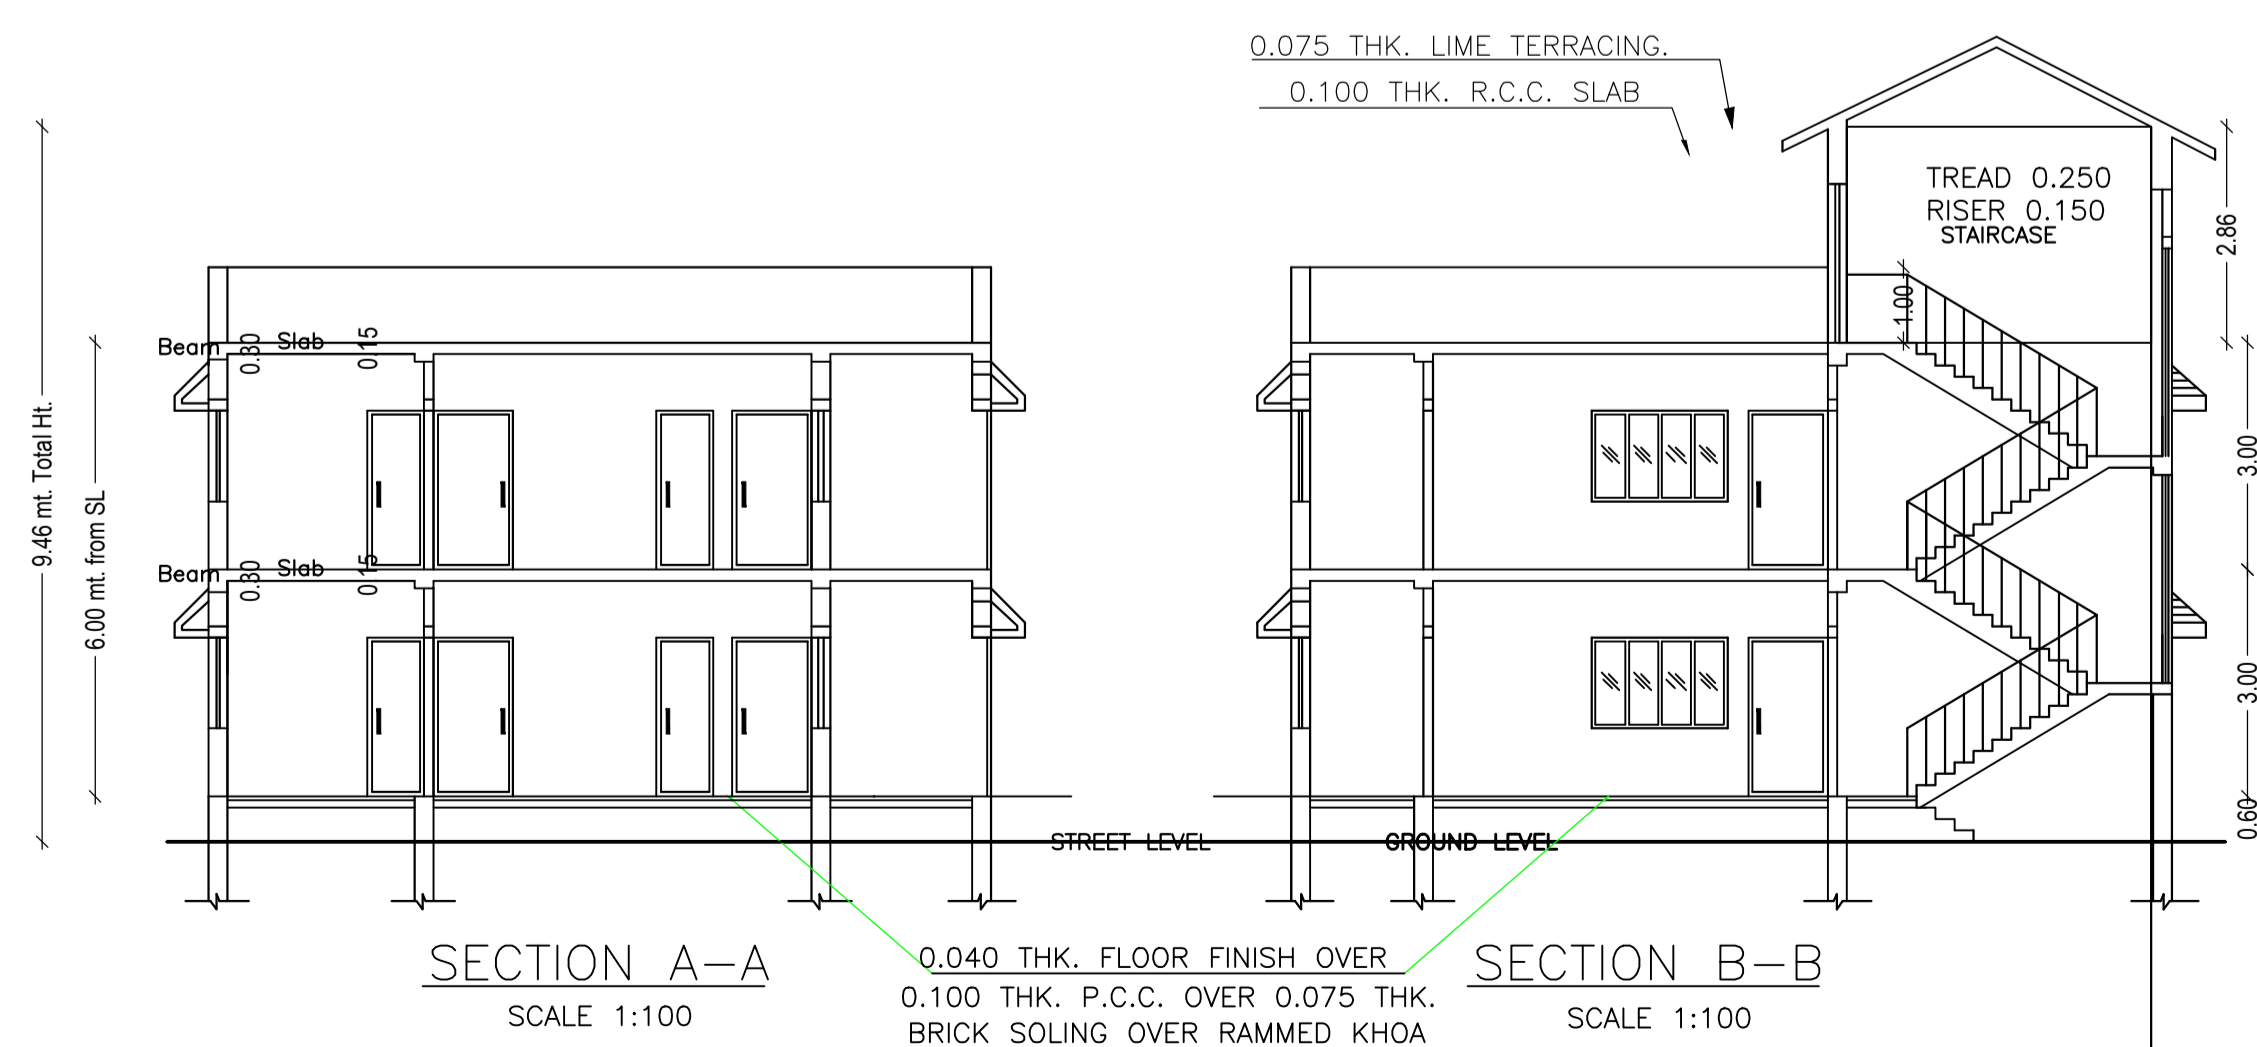 0.075 THK. LIME TERRACING.
0.100 THK. R.C.C. SLAB
TREAD 0.250
RISER 0.150
STAIRCASE
2.86
1.00
3.00
3.00
0.60
9.46 mt. Total Ht.
6.00 mt. from SL
Beam 0.30 Slab 0.15
Beam 0.30 Slab 0.15
STREET LEVEL
GROUND LEVEL
SECTION A-A
SCALE 1:100
0.040 THK. FLOOR FINISH OVER
0.100 THK. P.C.C. OVER 0.075 THK.
BRICK SOLING OVER RAMMED KHOA
SECTION B-B
SCALE 1:100